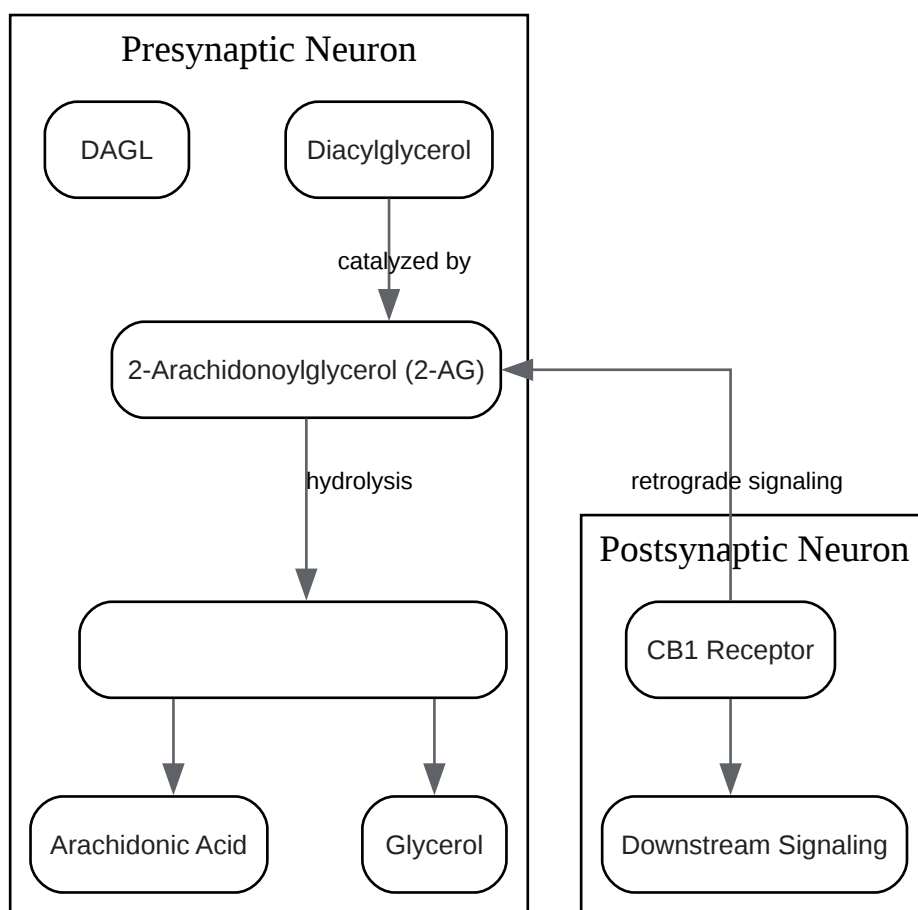 Presynaptic Neuron
DAGL
Diacylglycerol
catalyzed by
2-Arachidonoylglycerol (2-AG)
hydrolysis
retrograde signaling
Postsynaptic Neuron
CB1 Receptor
Arachidonic Acid
Glycerol
Downstream Signaling